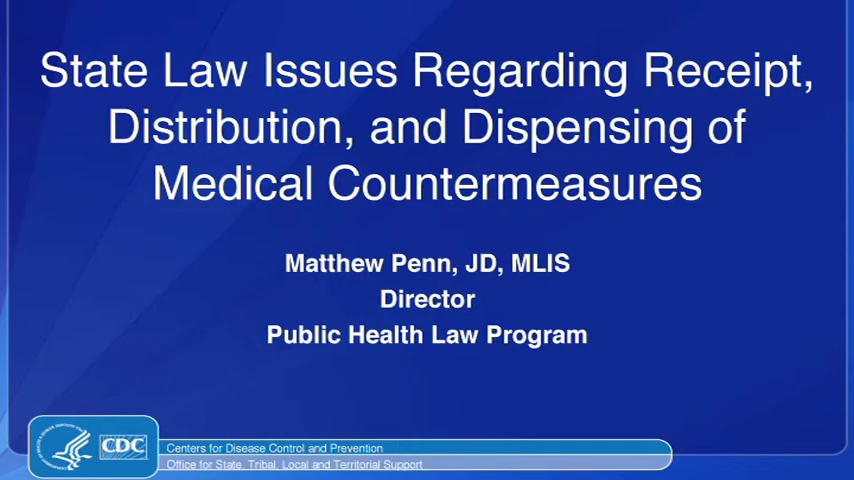 State Law Issues Regarding Receipt,
Distribution, and Dispensing of
Medical Countermeasures
Matthew Penn, JD, MLIS
Director
Public Health Law Program
CDC
Centers for Disease Control and Prevention
Office for State, Tribal, Local and Territorial Support